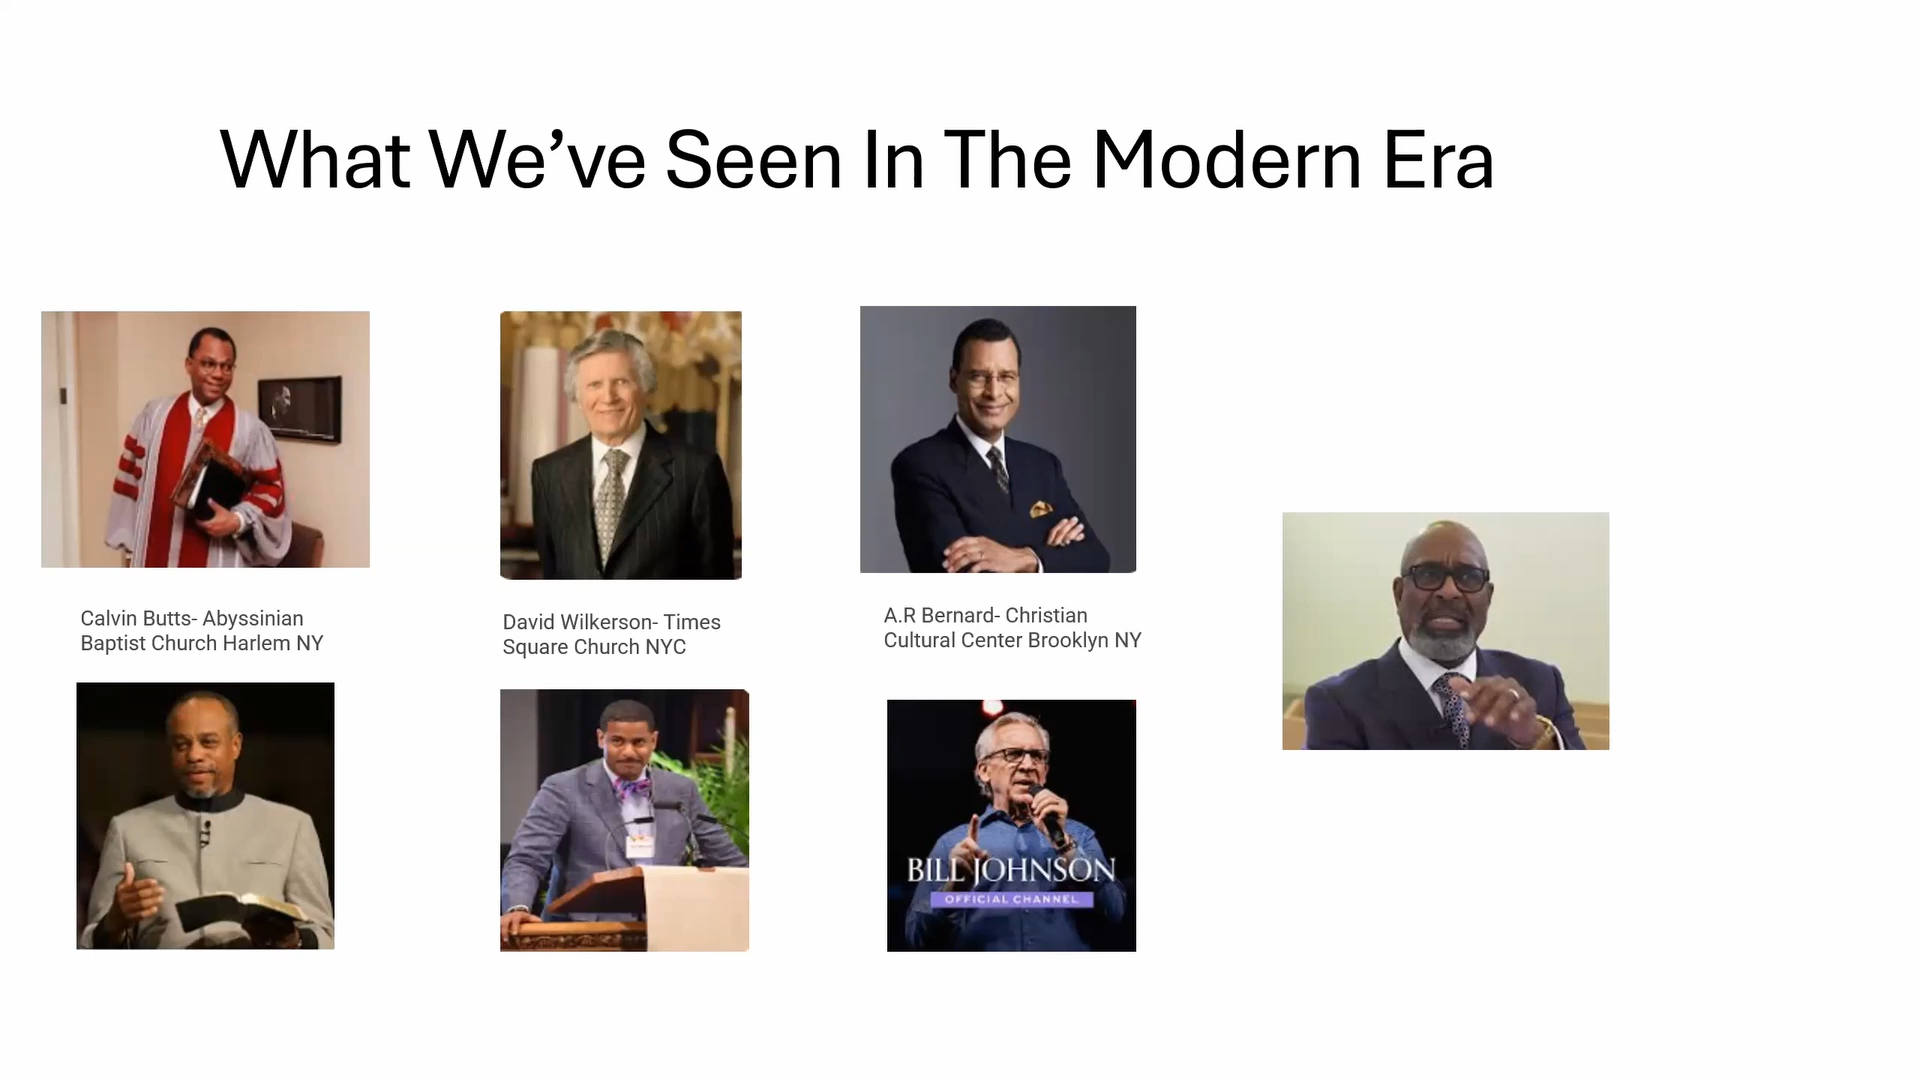 What We’ve Seen In The Modern Era
Calvin Butts- Abyssinian
Baptist Church Harlem NY
David Wilkerson- Times
Square Church NYC
A.R Bernard- Christian
Cultural Center Brooklyn NY
BILL JOHNSON
OFFICIAL CHANNEL